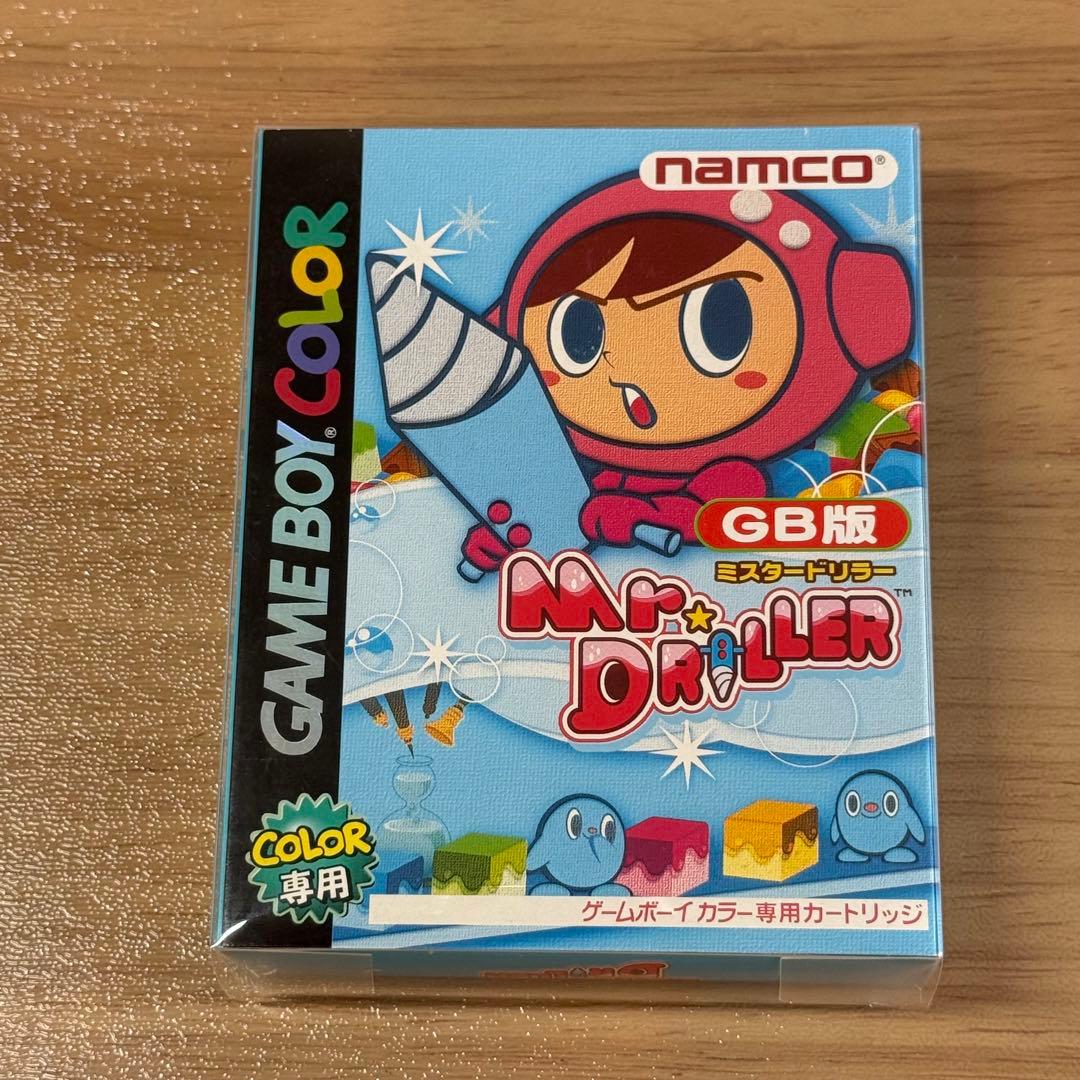 GAME BOY® COLOR
namco®
GB版
ミスタードリラー
Mr. DRILLER™
COLOR
専用
ゲームボーイ カラー専用カートリッジ